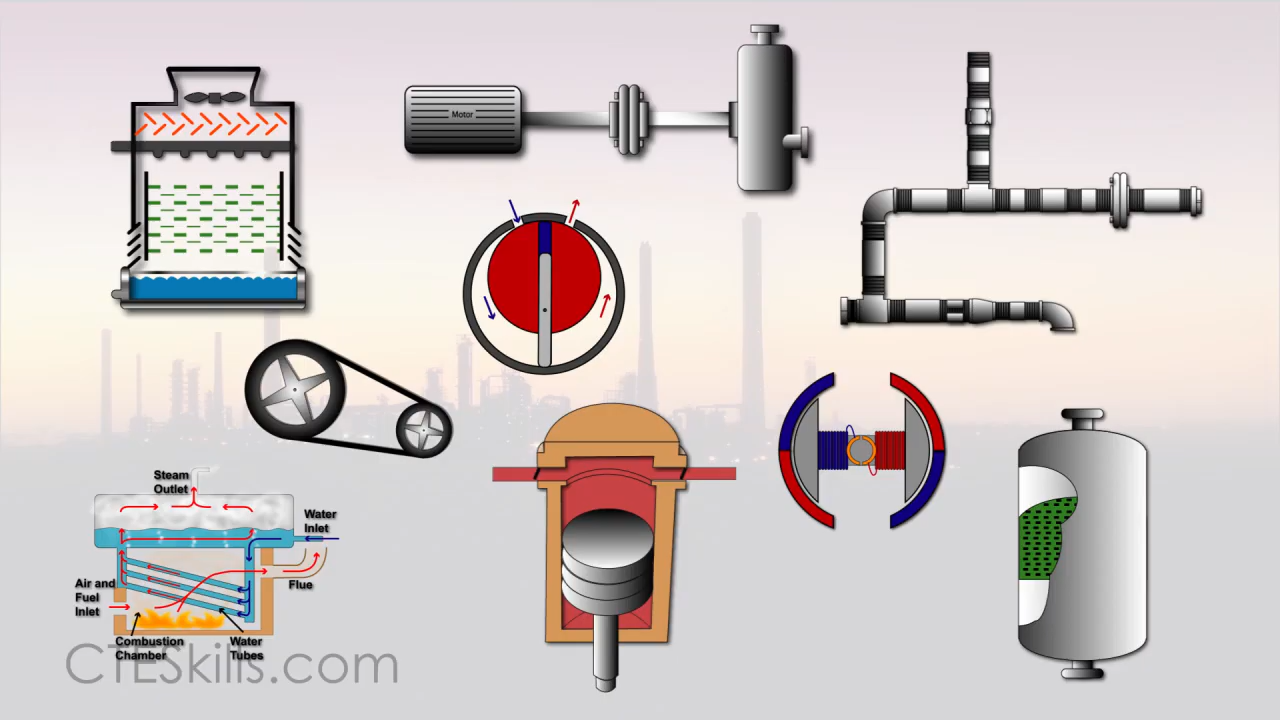 Motor
Steam
Outlet
Water
Inlet
Air and
Fuel
Inlet
Flue
Combustion
Chamber
Water
Tubes
CTESkills.com